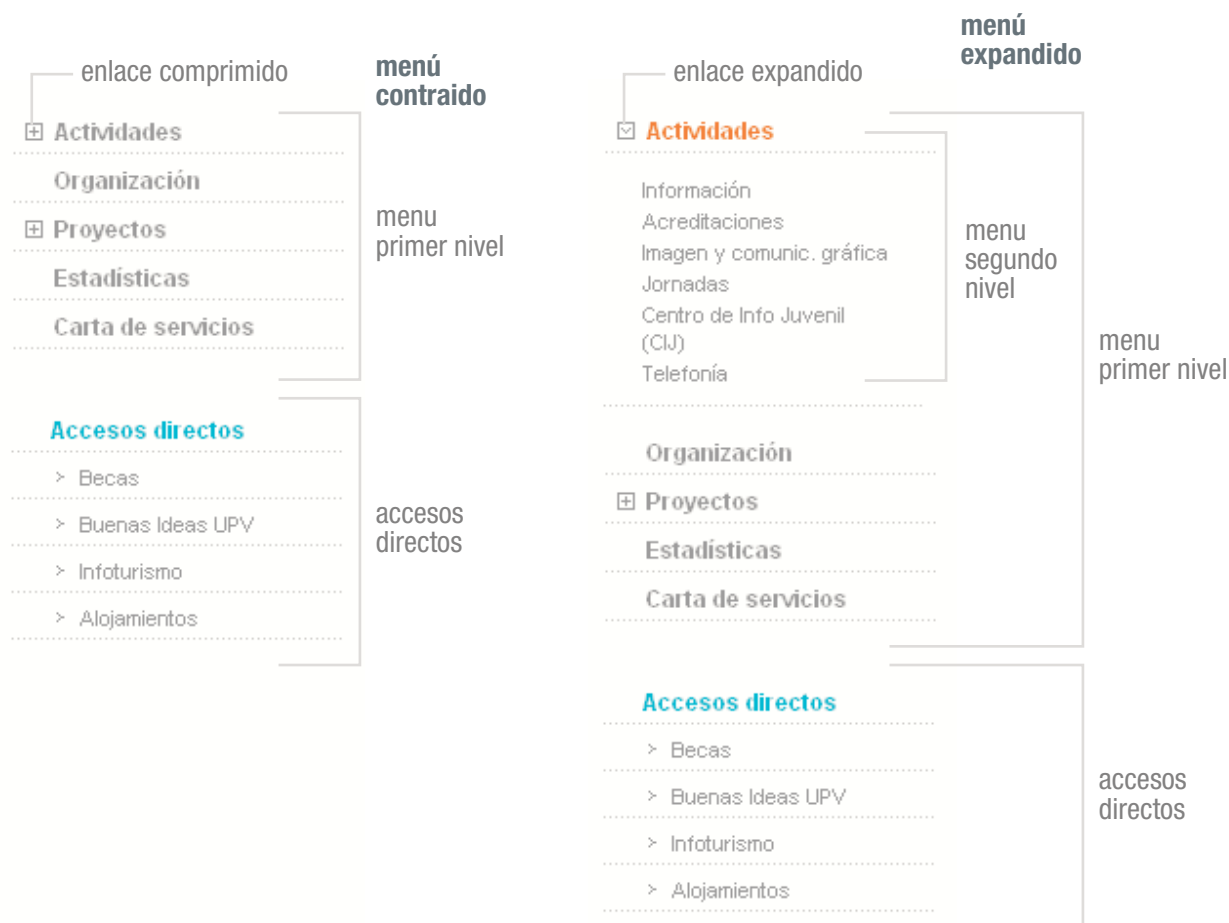 enlace comprimido
menú
contraido
Actividades
Organización
Proyectos
Estadísticas
Carta de servicios
menu
primer nivel
Accesos directos
> Becas
> Buenas Ideas UPV
> Infoturismo
> Alojamientos
accesos
directos
menú
expandido
enlace expandido
Actividades
Información
Acreditaciones
Imagen y comunic. gráfica
Jornadas
Centro de Info Juvenil
(CIJ)
Telefonía
menu
segundo
nivel
Organización
Proyectos
Estadísticas
Carta de servicios
menu
primer nivel
Accesos directos
> Becas
> Buenas Ideas UPV
> Infoturismo
> Alojamientos
accesos
directos